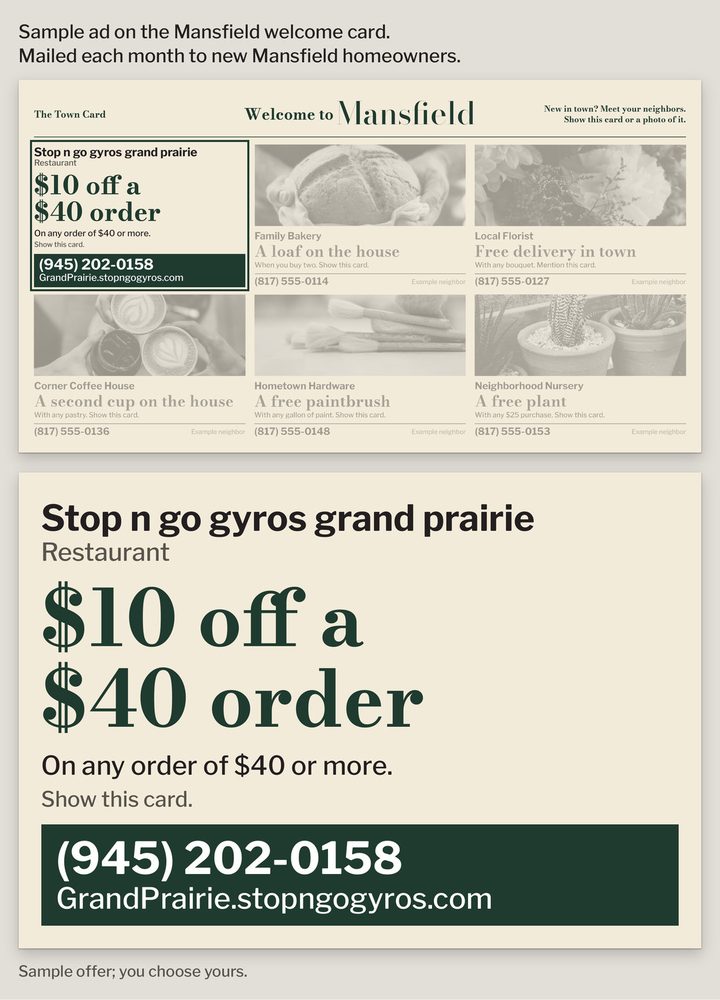 Sample ad on the Mansfield welcome card.
Mailed each month to new Mansfield homeowners.
The Town Card
Welcome to Mansfield
New in town? Meet your neighbors.
Show this card or a photo of it.
Stop n go gyros grand prairie
Restaurant
$10 off a
$40 order
On any order of $40 or more.
Show this card.
(945) 202-0158
GrandPrairie.stopngogyros.com
Family Bakery
A loaf on the house
When you buy two. Show this card.
(817) 555-0114
Example neighbor
Local Florist
Free delivery in town
With any bouquet. Mention this card.
(817) 555-0127
Example neighbor
Corner Coffee House
A second cup on the house
With any pastry. Show this card.
(817) 555-0136
Example neighbor
Hometown Hardware
A free paintbrush
With any gallon of paint. Show this card.
(817) 555-0148
Example neighbor
Neighborhood Nursery
A free plant
With any $25 purchase. Show this card.
(817) 555-0153
Example neighbor
Stop n go gyros grand prairie
Restaurant
$10 off a
$40 order
On any order of $40 or more.
Show this card.
(945) 202-0158
GrandPrairie.stopngogyros.com
Sample offer; you choose yours.